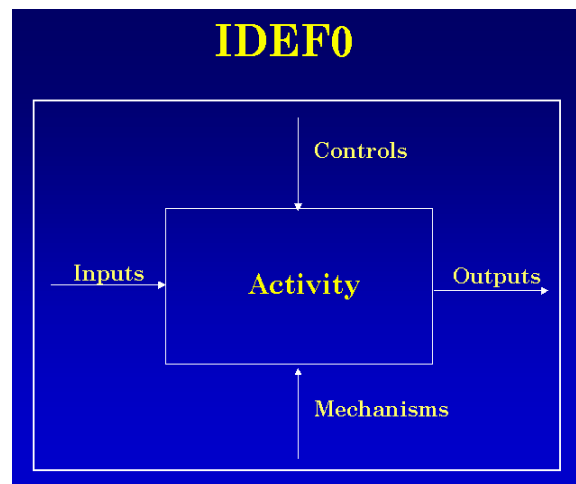 IDEF0
Controls
Inputs
Activity
Outputs
Mechanisms